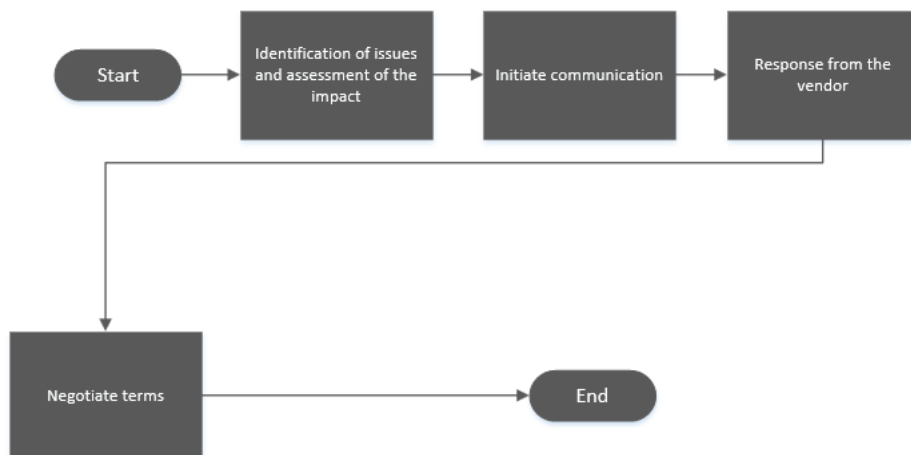 Start
Identification of issues
and assessment of the
impact
Initiate communication
Response from the
vendor
Negotiate terms
End